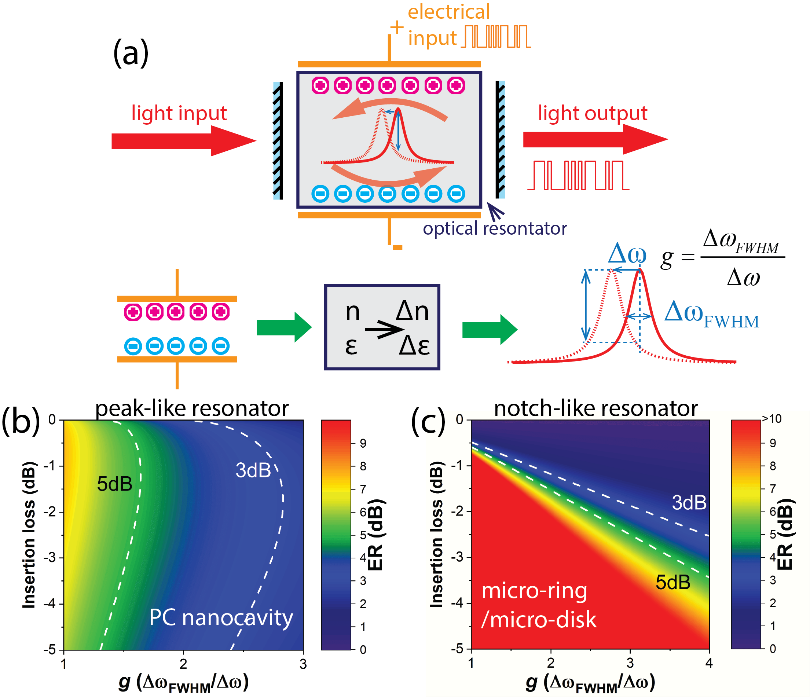 (a)
+ electrical
input
light input
light output
optical resontator
–
n Δn
ε Δε
Δω
g = Δω_FWHM / Δω
Δω_FWHM
(b) peak-like resonator
0
-1
-2
-3
-4
-5
Insertion loss (dB)
5dB
3dB
PC nanocavity
1 2 3
g (Δω_FWHM/Δω)
9
8
7
6
5
4
3
2
1
0
ER (dB)
(c) notch-like resonator
0
-1
-2
-3
-4
-5
Insertion loss (dB)
3dB
5dB
micro-ring
/micro-disk
1 2 3 4
g (Δω_FWHM/Δω)
>10
9
8
7
6
5
4
3
2
1
0
ER (dB)